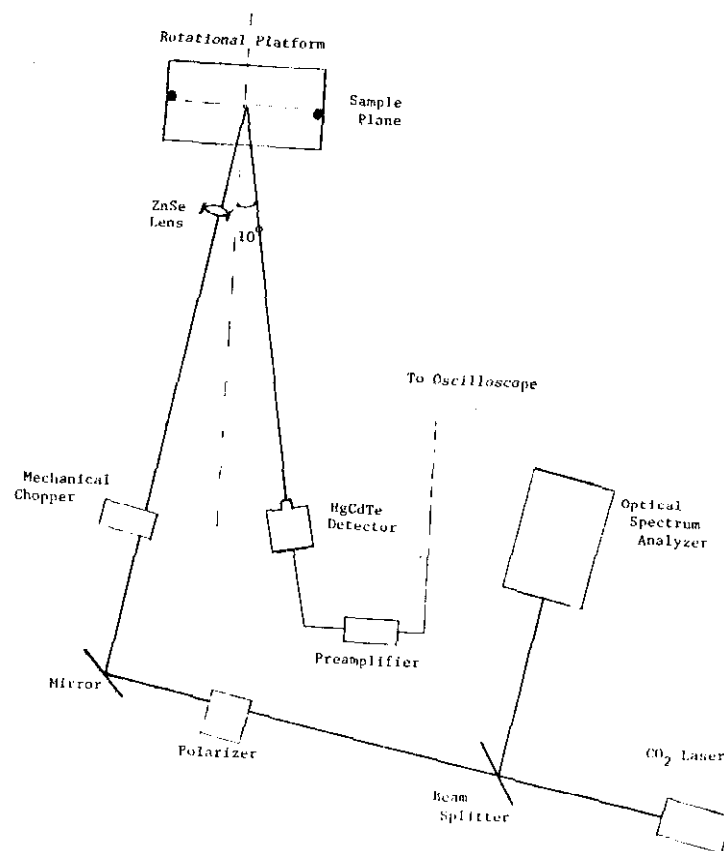 Rotational Platform
Sample
Plane
ZnSe
Lens
10°
To Oscilloscope
Mechanical
Chopper
HgCdTe
Detector
Optical
Spectrum
Analyzer
Preamplifier
Mirror
Polarizer
CO2 Laser
Beam
Splitter